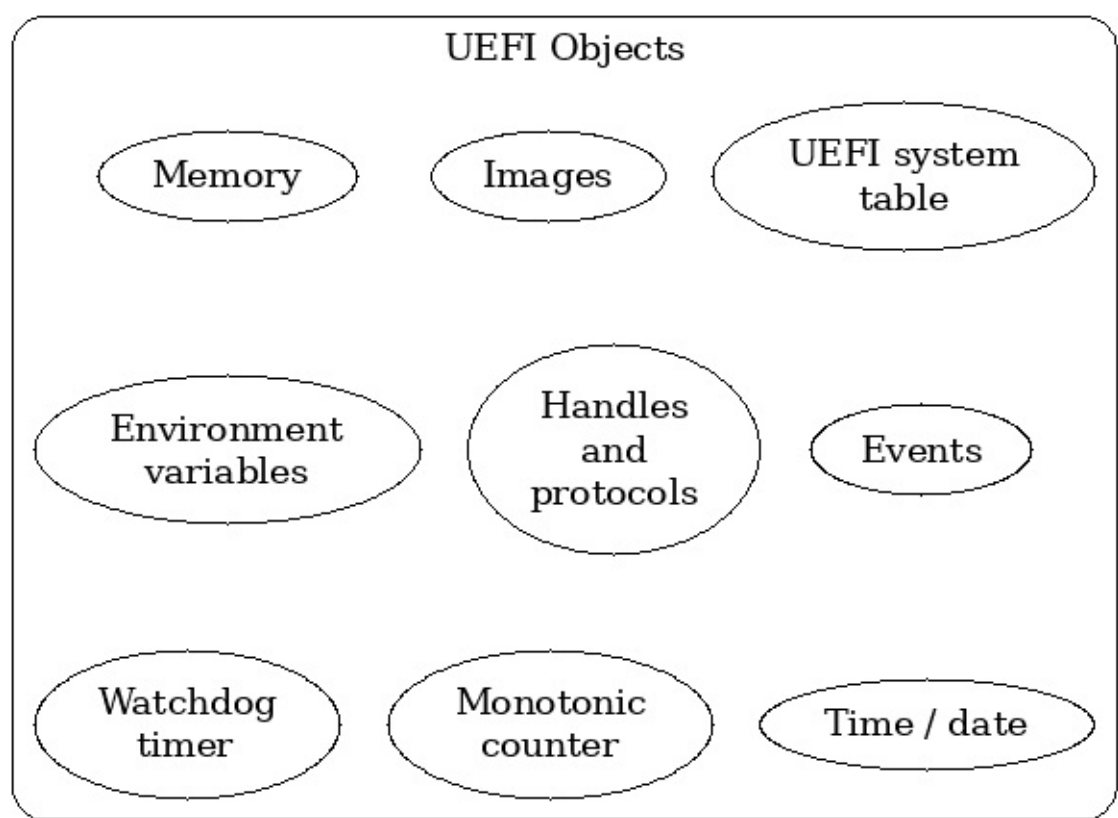 UEFI Objects
Memory
Images
UEFI system
table
Environment
variables
Handles
and
protocols
Events
Watchdog
timer
Monotonic
counter
Time / date